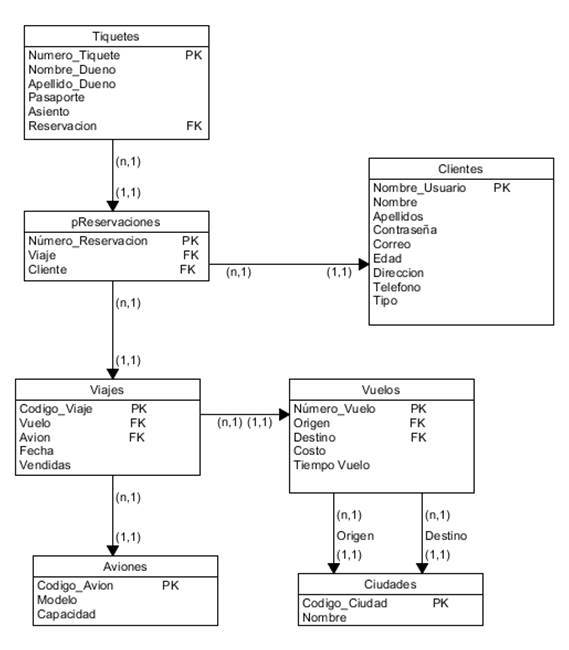 Tiquetes
Numero_Tiquete PK
Nombre_Dueno
Apellido_Dueno
Pasaporte
Asiento
Reservacion FK
(n,1)
(1,1)
Clientes
Nombre_Usuario PK
Nombre
Apellidos
Contraseña
Correo
Edad
Direccion
Telefono
Tipo
pReservaciones
Número_Reservacion PK
Viaje FK
Cliente FK
(n,1) (1,1)
(n,1)
(1,1)
Viajes
Codigo_Viaje PK
Vuelo FK
Avion FK
Fecha
Vendidas
(n,1) (1,1)
Vuelos
Número_Vuelo PK
Origen FK
Destino FK
Costo
Tiempo Vuelo
(n,1)
(1,1)
(n,1) (n,1)
Origen Destino
(1,1) (1,1)
Aviones
Codigo_Avion PK
Modelo
Capacidad
Ciudades
Codigo_Ciudad PK
Nombre